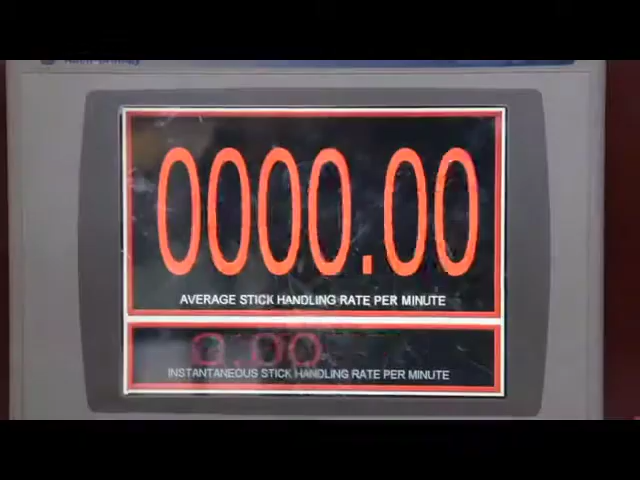 0000.00
AVERAGE STICK HANDLING RATE PER MINUTE
0.00
INSTANTANEOUS STICK HANDLING RATE PER MINUTE